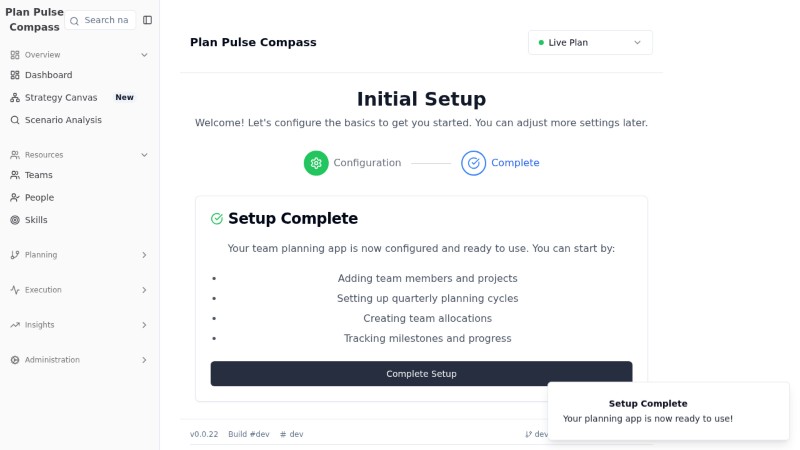 Plan Pulse
Compass
Search na
Overview
Dashboard
Strategy Canvas New
Scenario Analysis
Resources
Teams
People
Skills
Planning
Execution
Insights
Administration
Plan Pulse Compass
Live Plan
Initial Setup
Welcome! Let's configure the basics to get you started. You can adjust more settings later.
Configuration
Complete
Setup Complete
Your team planning app is now configured and ready to use. You can start by:
• Adding team members and projects
• Setting up quarterly planning cycles
• Creating team allocations
• Tracking milestones and progress
Complete Setup
v0.0.22 Build #dev # dev
dev
Setup Complete
Your planning app is now ready to use!